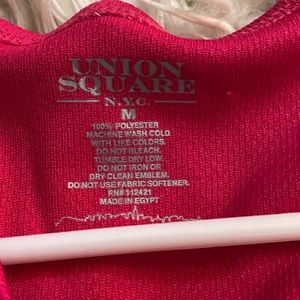 UNION
SQUARE
N.Y.C.
M
100% POLYESTER
MACHINE WASH COLD
WITH LIKE COLORS.
DO NOT BLEACH.
TUMBLE DRY LOW.
DO NOT IRON OR
DRY CLEAN EMBLEM.
DO NOT USE FABRIC SOFTENER.
RN# 112421
MADE IN EGYPT